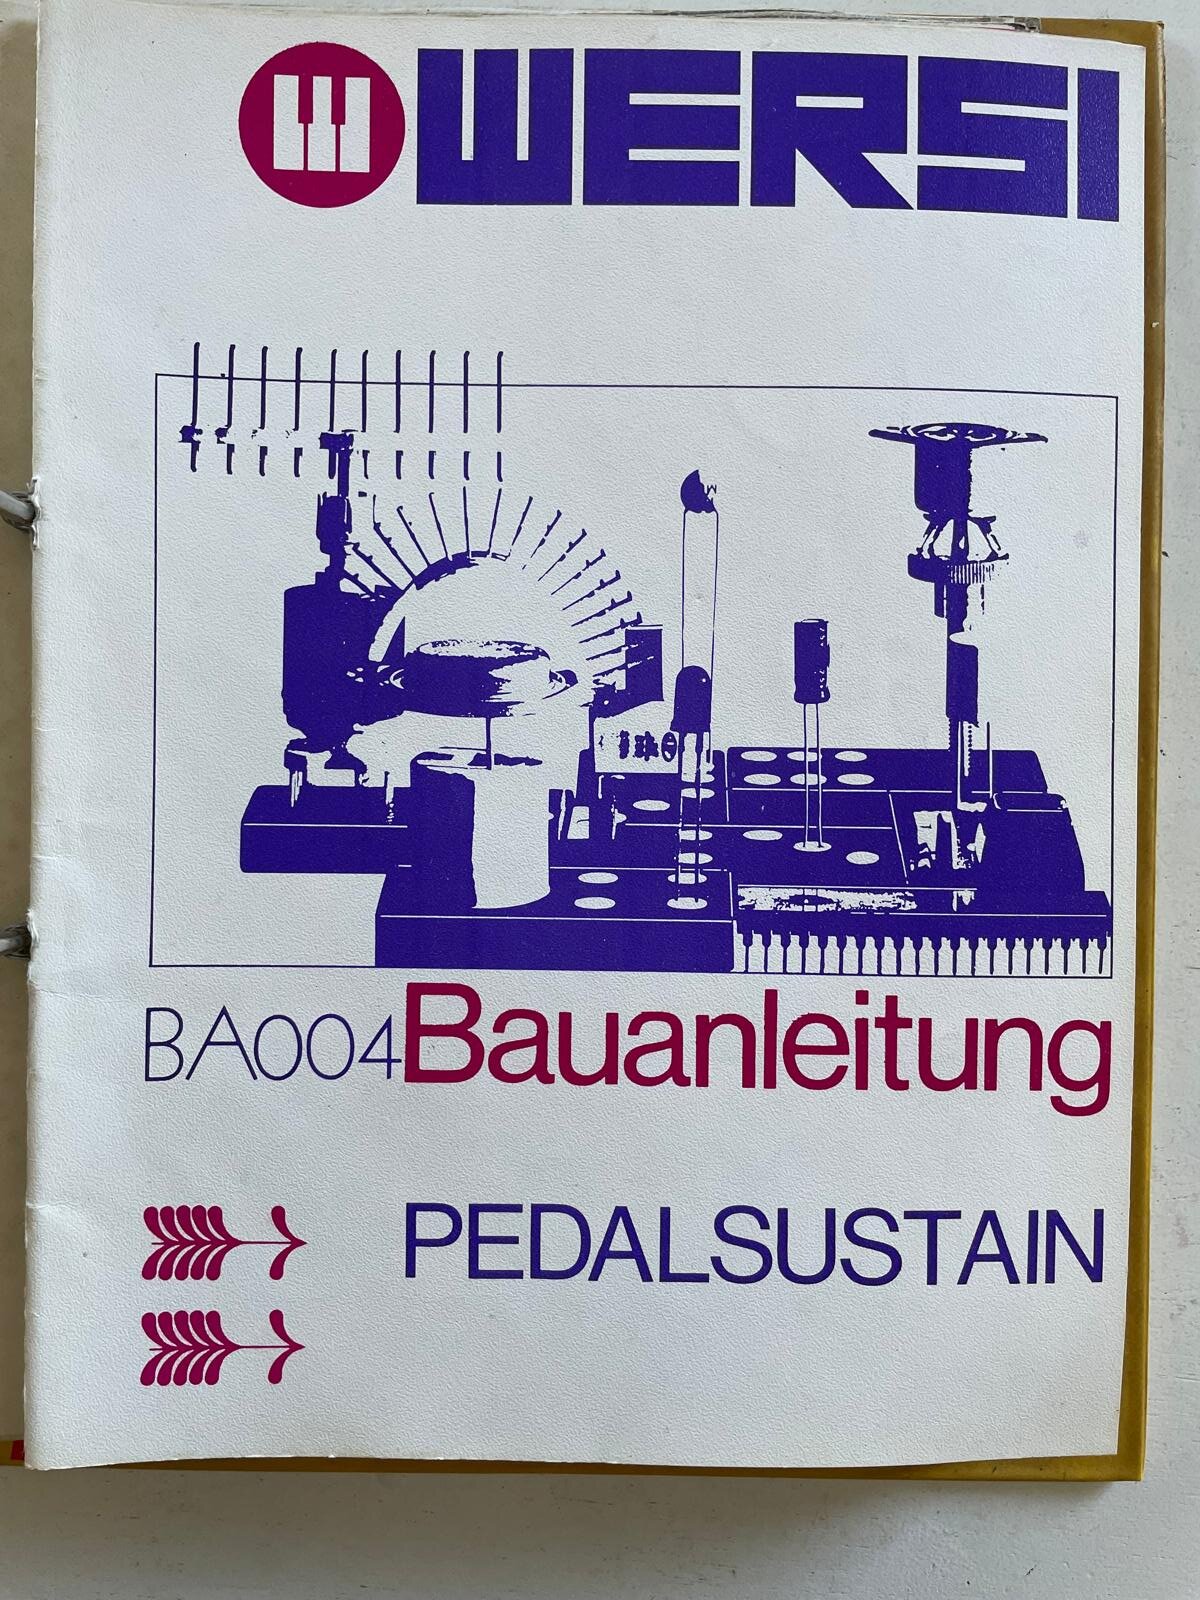 WERSI
BA004 Bauanleitung
PEDALSUSTAIN